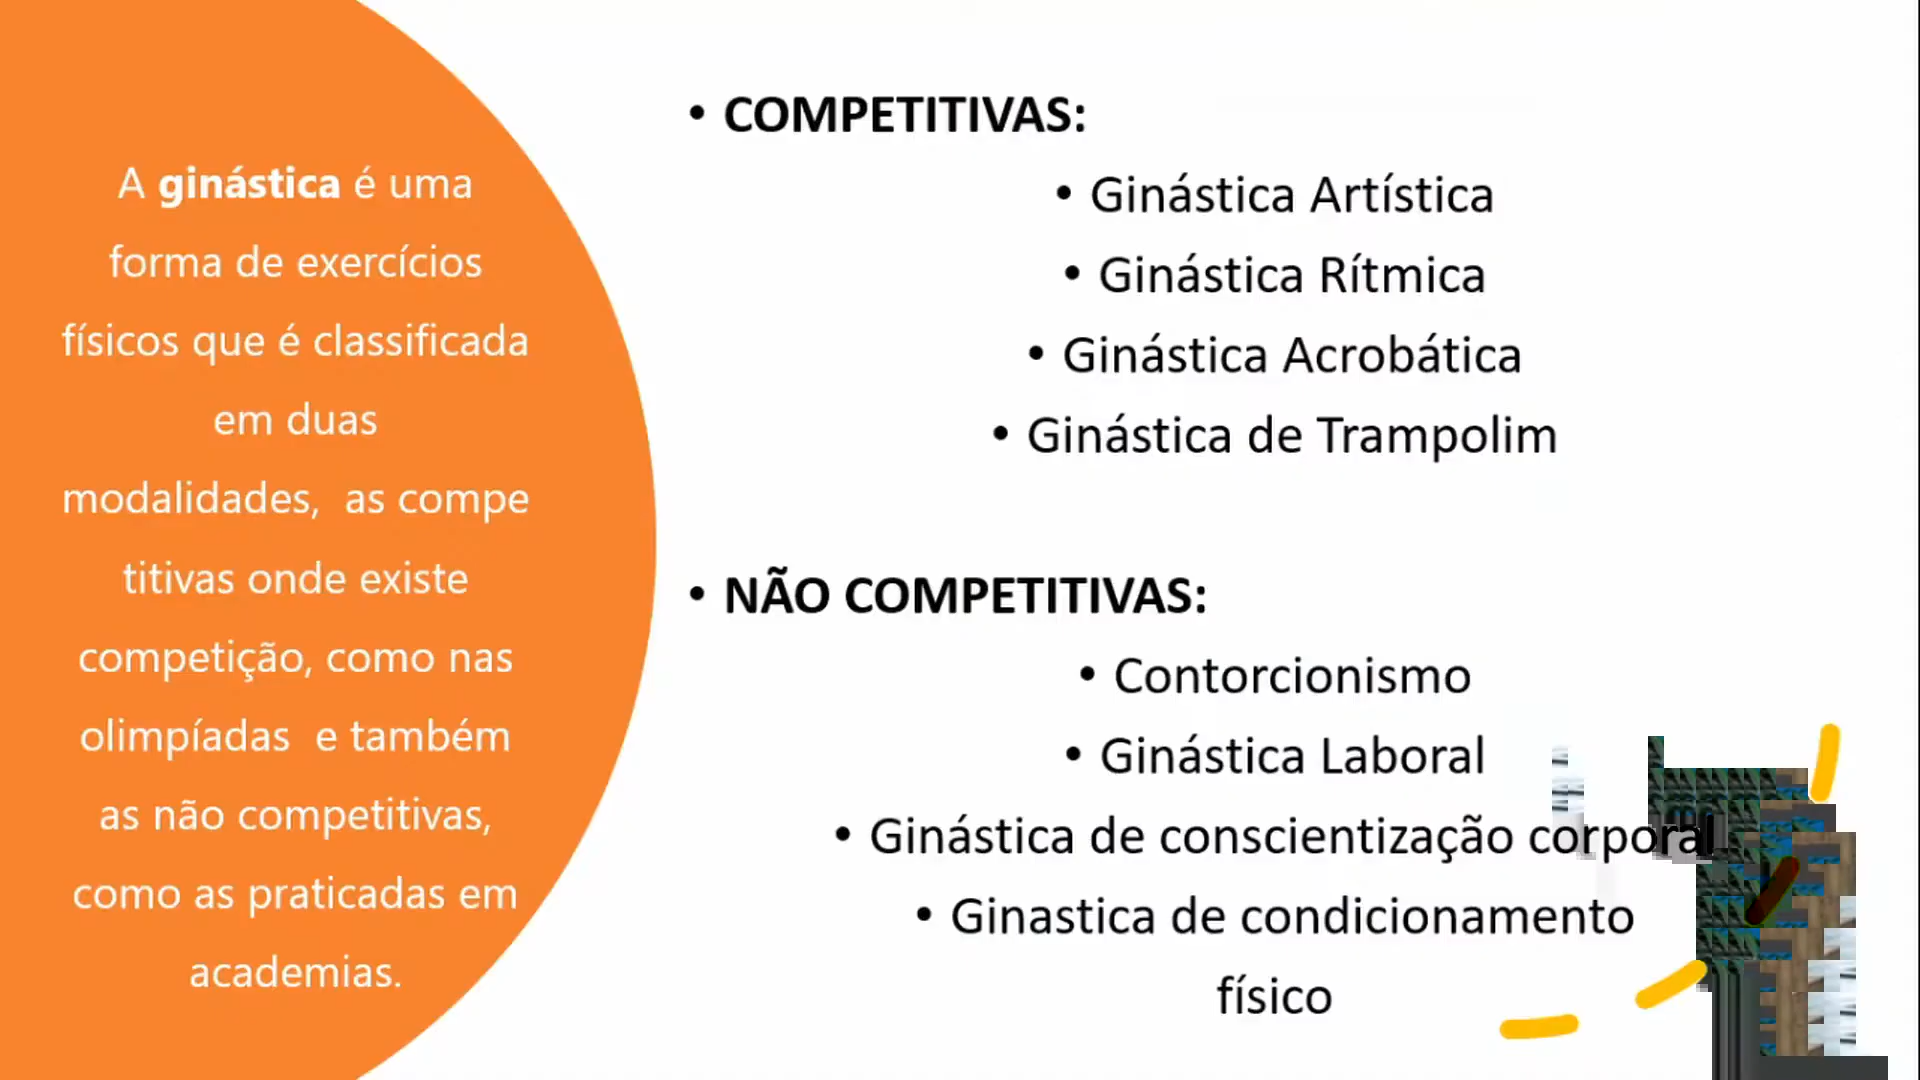 A ginástica é uma
forma de exercícios
físicos que é classificada
em duas
modalidades,  as compe
titivas onde existe
competição, como nas
olimpíadas  e também
as não competitivas,
como as praticadas em
academias.
• COMPETITIVAS:
• Ginástica Artística
• Ginástica Rítmica
• Ginástica Acrobática
• Ginástica de Trampolim
• NÃO COMPETITIVAS:
• Contorcionismo
• Ginástica Laboral
• Ginástica de conscientização corporal
• Ginastica de condicionamento
físico